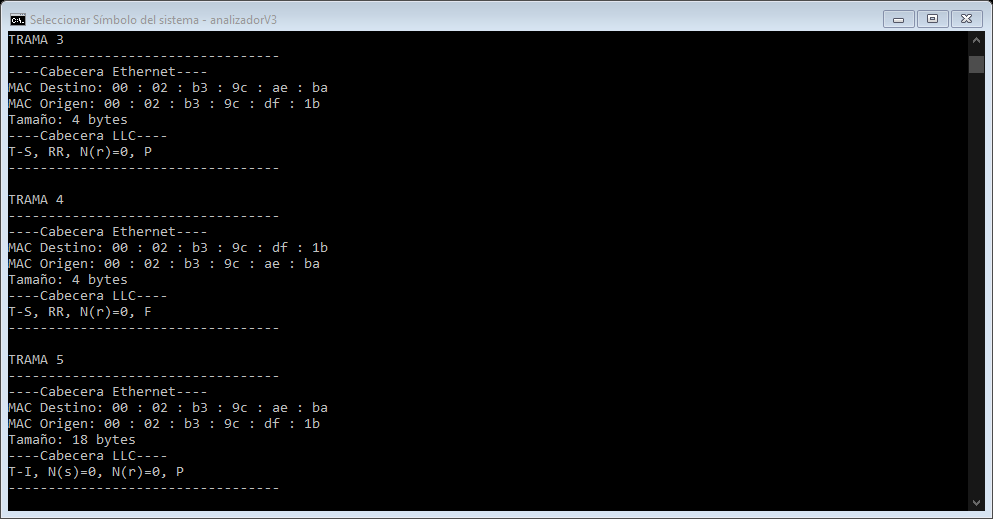 Seleccionar Símbolo del sistema - analizadorV3
TRAMA 3
----------------------------------
----Cabecera Ethernet----
MAC Destino: 00 : 02 : b3 : 9c : ae : ba
MAC Origen: 00 : 02 : b3 : 9c : df : 1b
Tamaño: 4 bytes
----Cabecera LLC----
T-S, RR, N(r)=0, P
----------------------------------
TRAMA 4
----------------------------------
----Cabecera Ethernet----
MAC Destino: 00 : 02 : b3 : 9c : df : 1b
MAC Origen: 00 : 02 : b3 : 9c : ae : ba
Tamaño: 4 bytes
----Cabecera LLC----
T-S, RR, N(r)=0, F
----------------------------------
TRAMA 5
----------------------------------
----Cabecera Ethernet----
MAC Destino: 00 : 02 : b3 : 9c : ae : ba
MAC Origen: 00 : 02 : b3 : 9c : df : 1b
Tamaño: 18 bytes
----Cabecera LLC----
T-I, N(s)=0, N(r)=0, P
----------------------------------